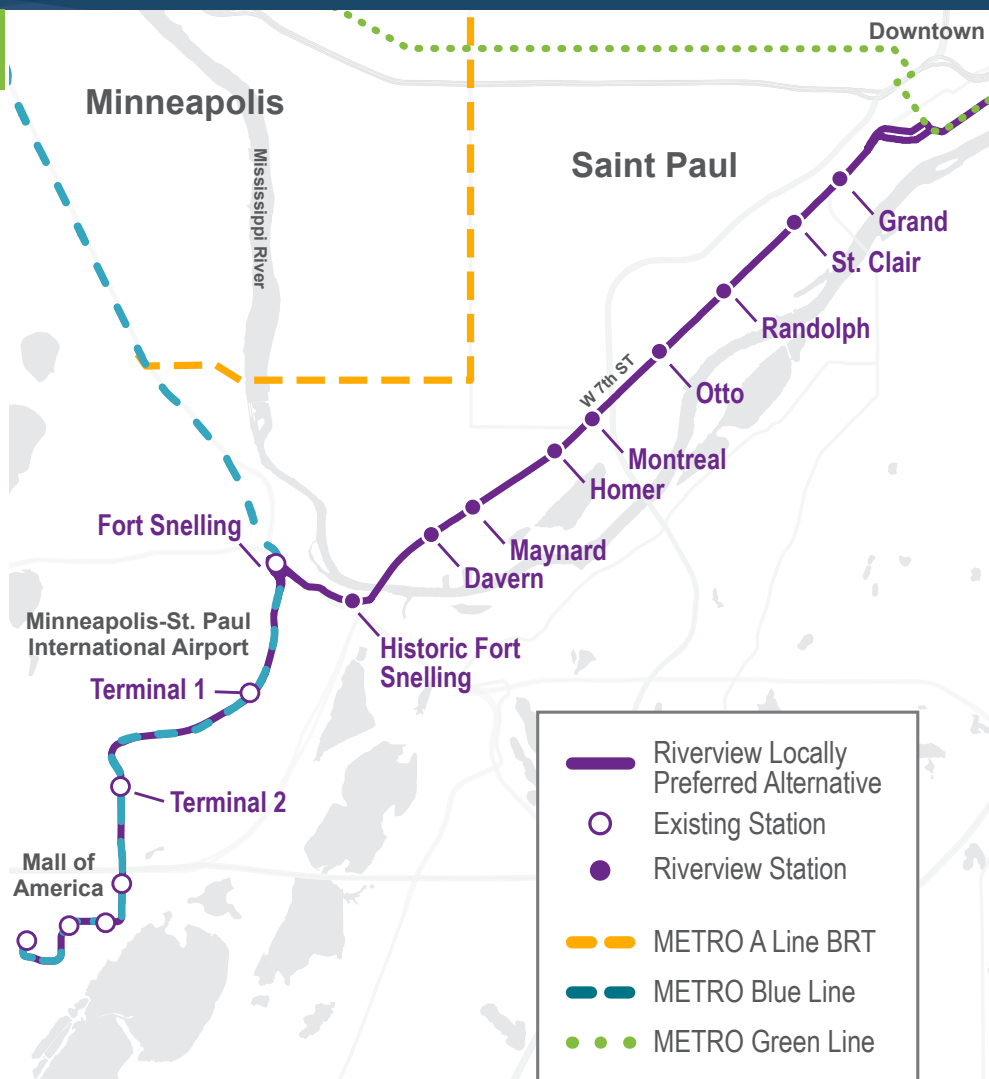 Downtown
Minneapolis
Mississippi River
Saint Paul
Grand
St. Clair
Randolph
Otto
W 7th ST
Montreal
Homer
Maynard
Davern
Fort Snelling
Historic Fort
Snelling
Minneapolis-St. Paul
International Airport
Terminal 1
Terminal 2
Mall of
America
Riverview Locally
Preferred Alternative
Existing Station
Riverview Station
METRO A Line BRT
METRO Blue Line
METRO Green Line